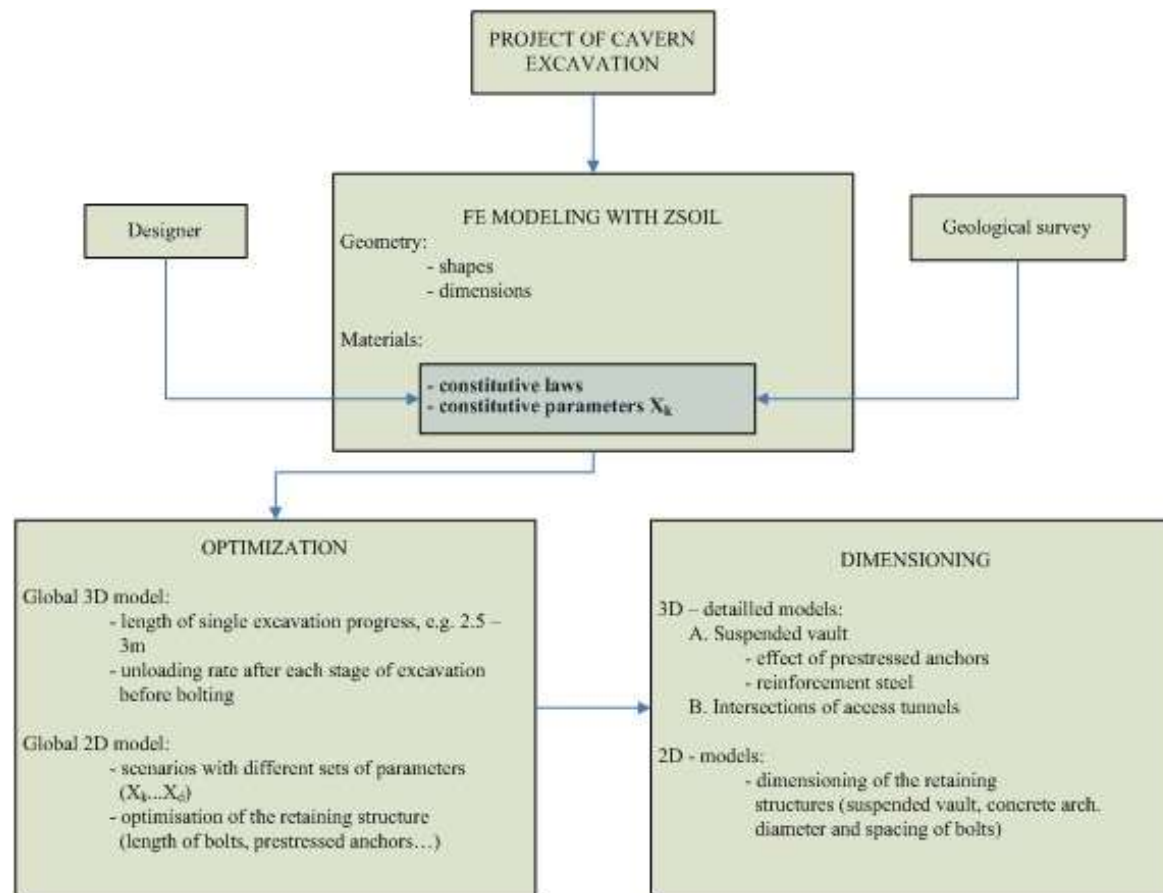 PROJECT OF CAVERN
EXCAVATION
FE MODELING WITH ZSOIL
Geometry:
- shapes
- dimensions
Materials:
- constitutive laws
- constitutive parameters Xk
Designer
Geological survey
OPTIMIZATION
Global 3D model:
- length of single excavation progress, e.g. 2.5 –
3m
- unloading rate after each stage of excavation
before bolting
Global 2D model:
- scenarios with different sets of parameters
(Xk...Xd)
- optimisation of the retaining structure
(length of bolts, prestressed anchors…)
DIMENSIONING
3D – detailled models:
A. Suspended vault
- effect of prestressed anchors
- reinforcement steel
B. Intersections of access tunnels
2D - models:
- dimensioning of the retaining
structures (suspended vault, concrete arch.
diameter and spacing of bolts)